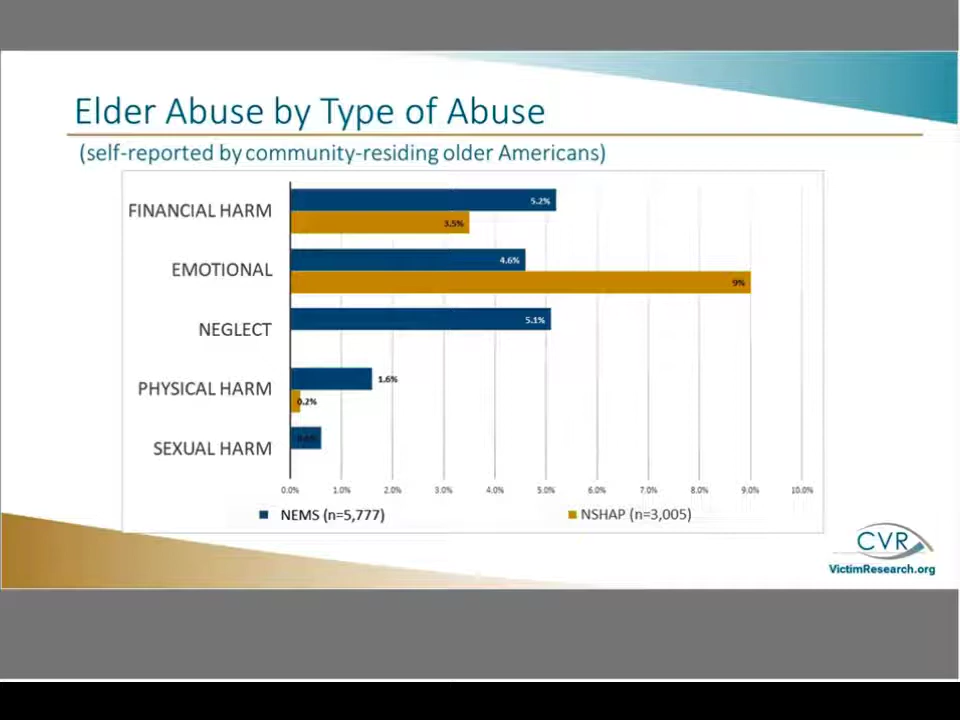 Elder Abuse by Type of Abuse
(self-reported by community-residing older Americans)
FINANCIAL HARM
5.2%
3.5%
EMOTIONAL
4.6%
9%
NEGLECT
5.1%
PHYSICAL HARM
1.6%
0.2%
SEXUAL HARM
0.0% 1.0% 2.0% 3.0% 4.0% 5.0% 6.0% 7.0% 8.0% 9.0% 10.0%
NEMS (n=5,777) NSHAP (n=3,005)
CVR
VictimResearch.org